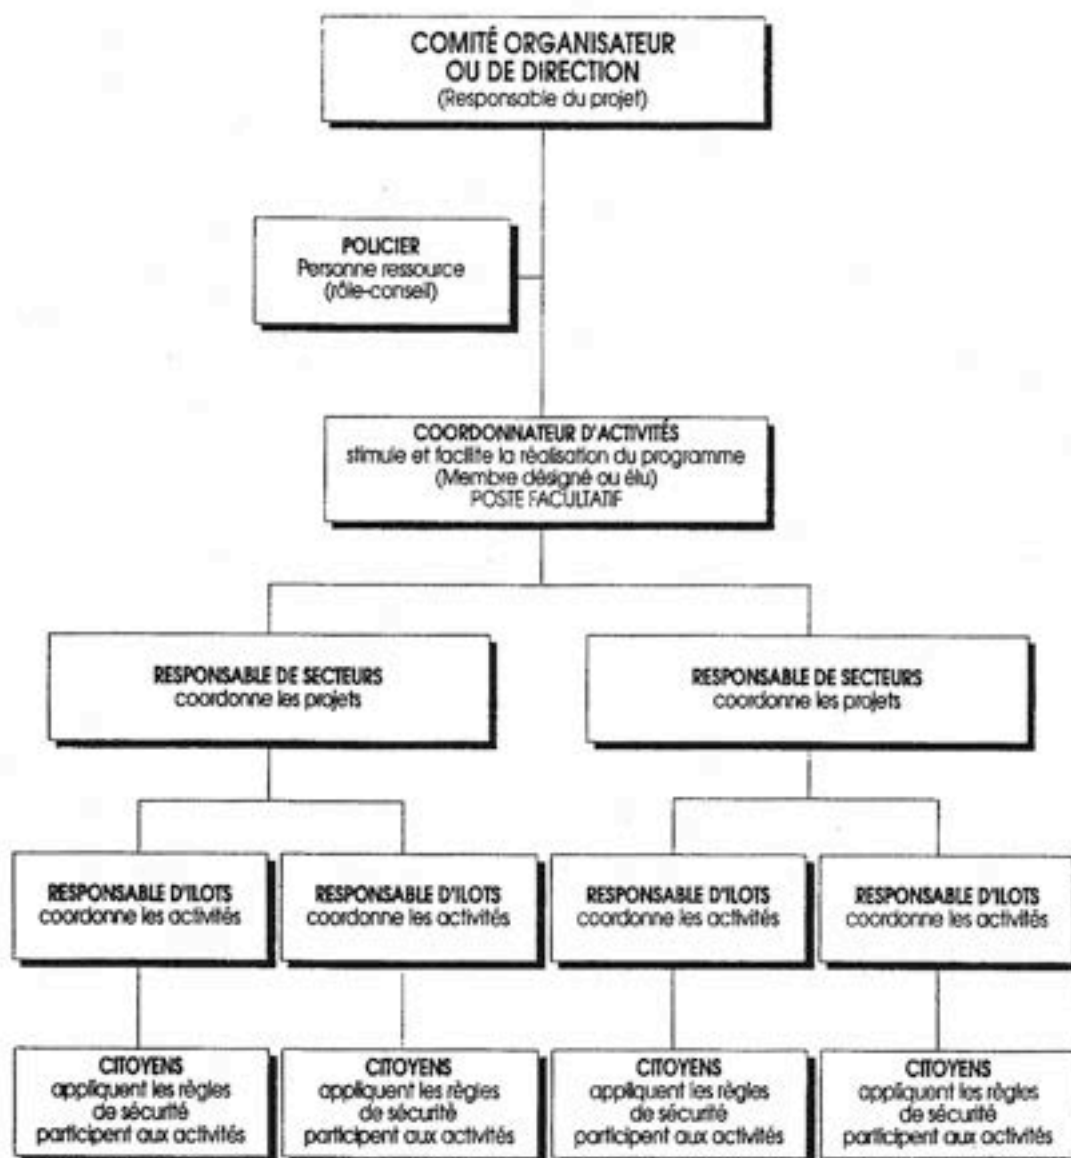 COMITÉ ORGANISATEUR
OU DE DIRECTION
(Responsable du projet)
POLICIER
Personne ressource
(rôle-conseil)
COORDONNATEUR D'ACTIVITÉS
stimule et facilite la réalisation du programme
(Membre désigné ou élu)
POSTE FACULTATIF
RESPONSABLE DE SECTEURS
coordonne les projets
RESPONSABLE DE SECTEURS
coordonne les projets
RESPONSABLE D'ILOTS
coordonne les activités
RESPONSABLE D'ILOTS
coordonne les activités
RESPONSABLE D'ILOTS
coordonne les activités
RESPONSABLE D'ILOTS
coordonne les activités
CITOYENS
appliquent les règles
de sécurité
participent aux activités
CITOYENS
appliquent les règles
de sécurité
participent aux activités
CITOYENS
appliquent les règles
de sécurité
participent aux activités
CITOYENS
appliquent les règles
de sécurité
participent aux activités